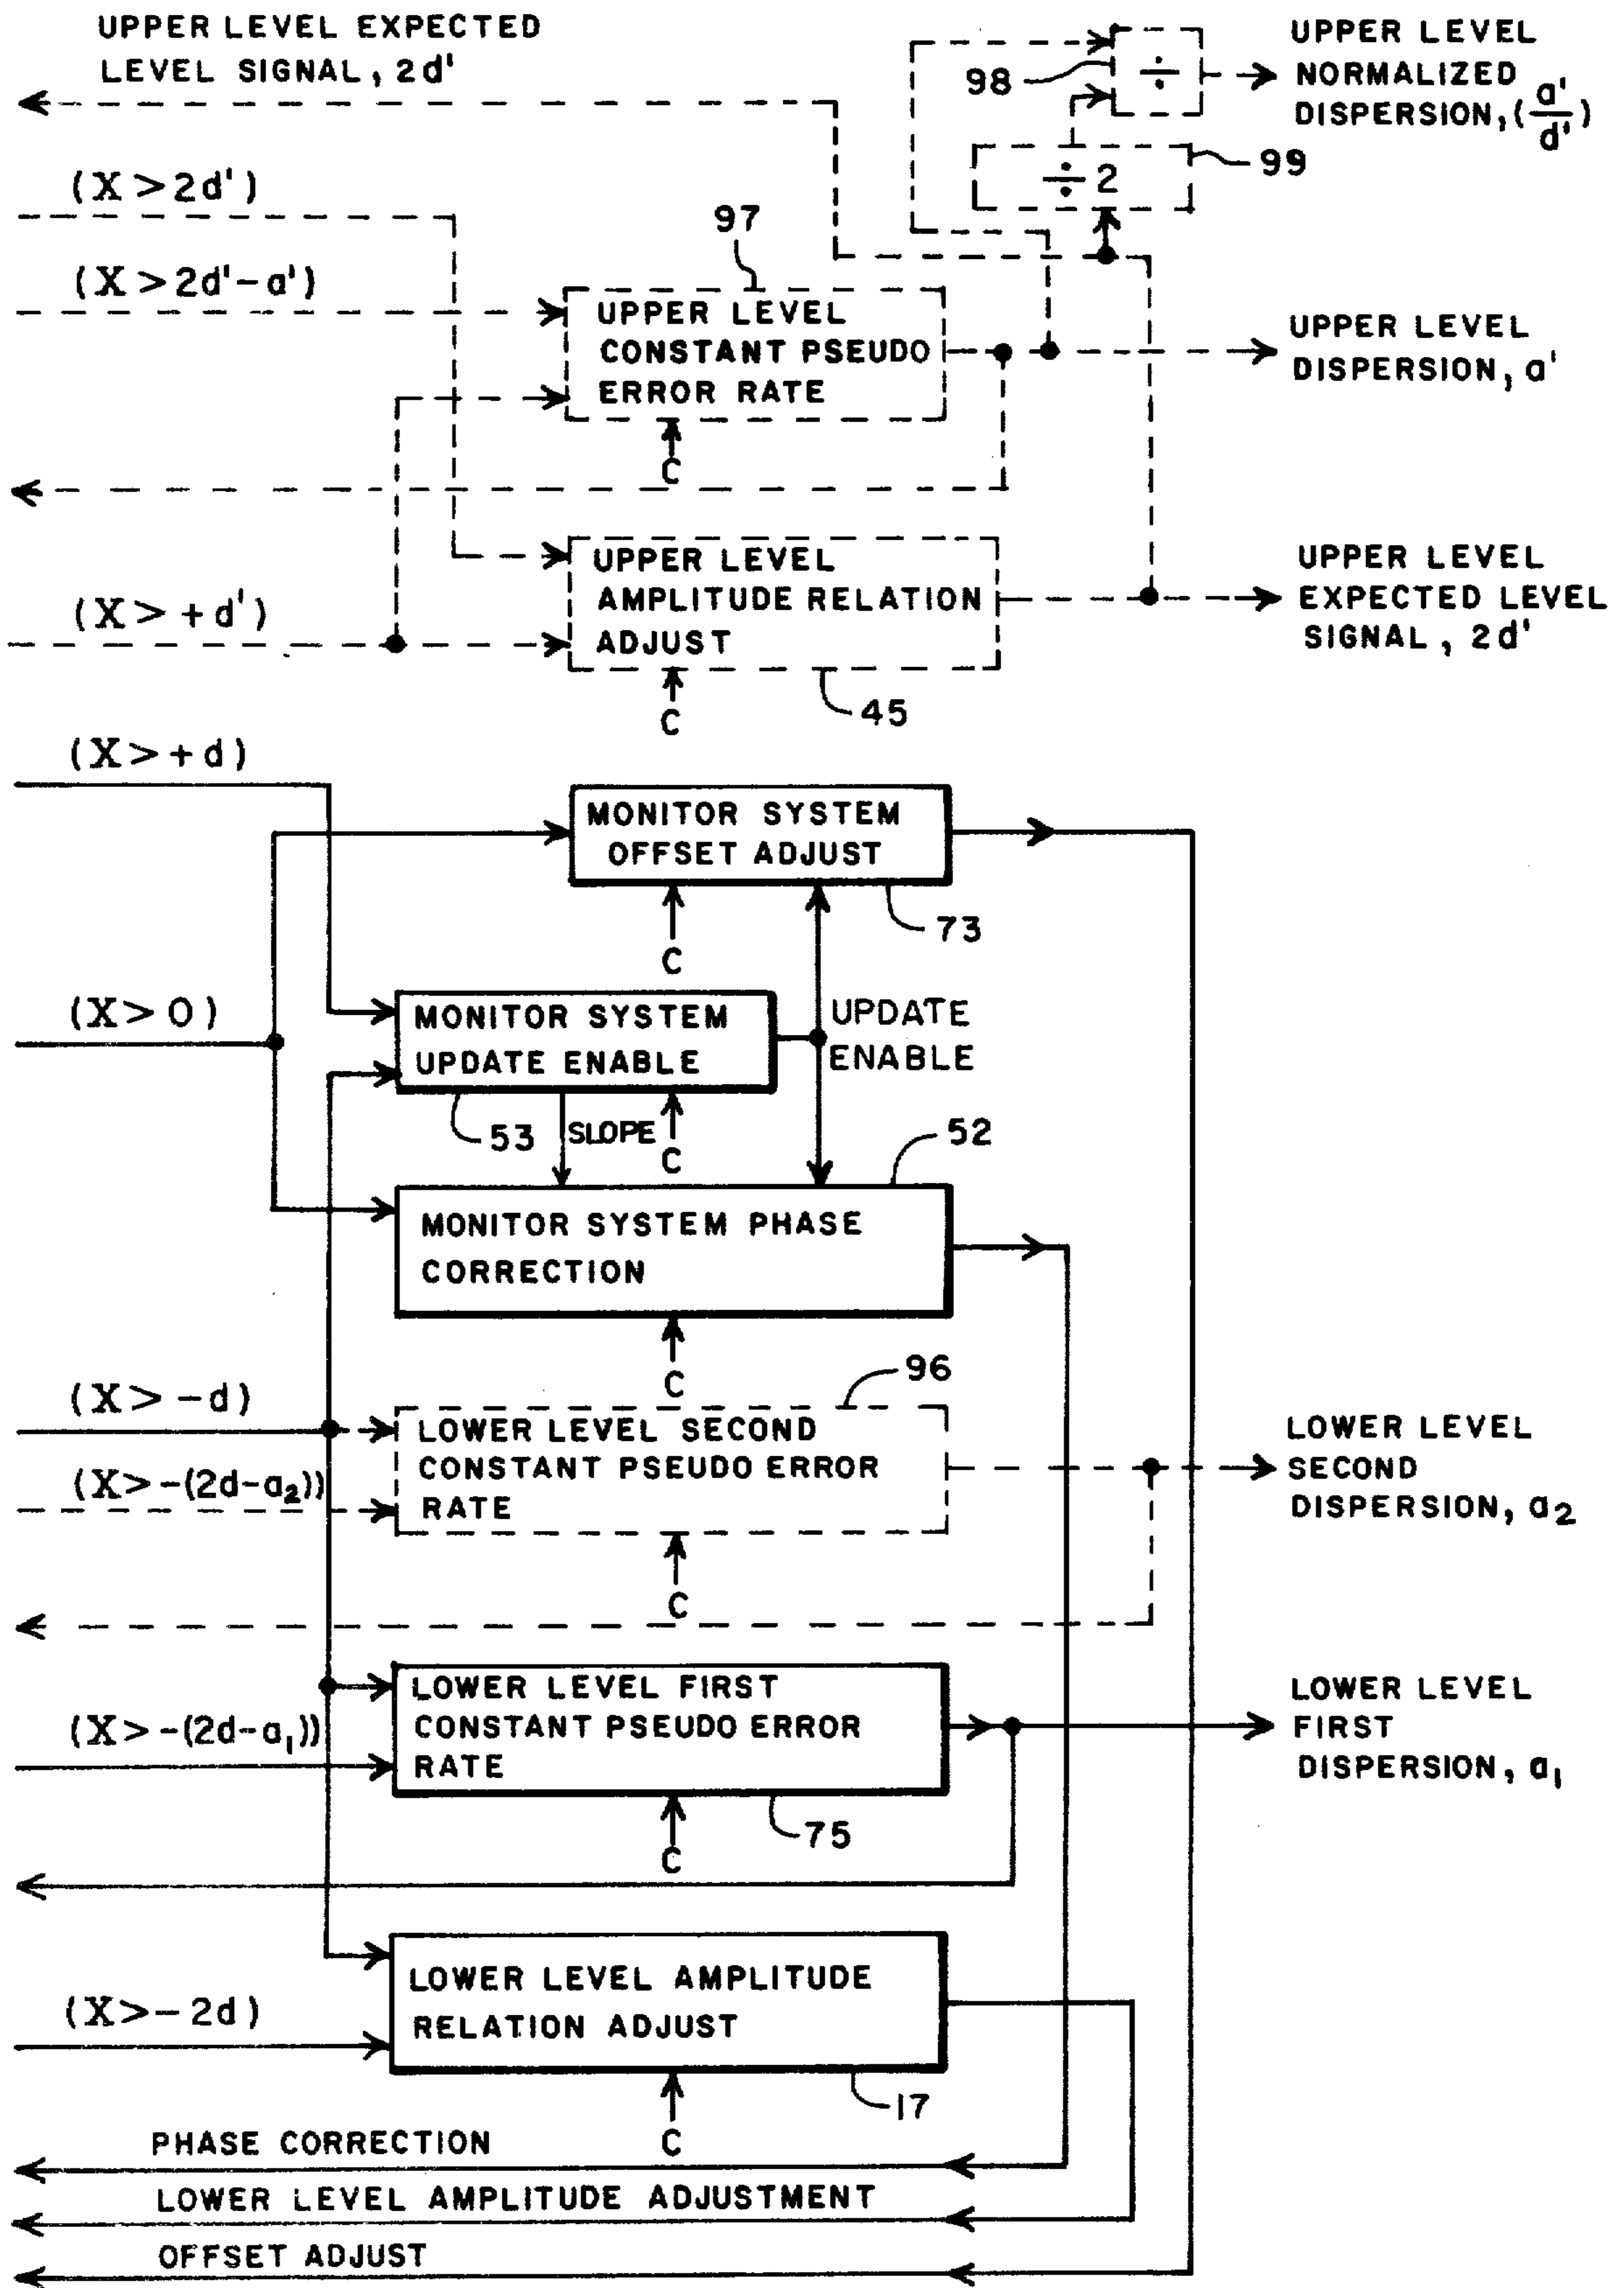 UPPER LEVEL EXPECTED
LEVEL SIGNAL, 2d'
98
÷
UPPER LEVEL
NORMALIZED
DISPERSION, (a'/d')
÷ 2
99
(X>2d')
97
(X>2d'-a')
UPPER LEVEL
CONSTANT PSEUDO
ERROR RATE
C
UPPER LEVEL
DISPERSION, a'
(X>+d')
UPPER LEVEL
AMPLITUDE RELATION
ADJUST
C
45
UPPER LEVEL
EXPECTED LEVEL
SIGNAL, 2d'
(X>+d)
MONITOR SYSTEM
OFFSET ADJUST
C
73
(X>0)
MONITOR SYSTEM
UPDATE ENABLE
UPDATE
ENABLE
53
SLOPE
C
52
MONITOR SYSTEM PHASE
CORRECTION
C
96
(X>-d)
(X>-(2d-a₂))
LOWER LEVEL SECOND
CONSTANT PSEUDO ERROR
RATE
C
LOWER LEVEL
SECOND
DISPERSION, a₂
(X>-(2d-a₁))
LOWER LEVEL FIRST
CONSTANT PSEUDO ERROR
RATE
C
75
LOWER LEVEL
FIRST
DISPERSION, a₁
(X>-2d)
LOWER LEVEL AMPLITUDE
RELATION ADJUST
C
17
PHASE CORRECTION
LOWER LEVEL AMPLITUDE ADJUSTMENT
OFFSET ADJUST